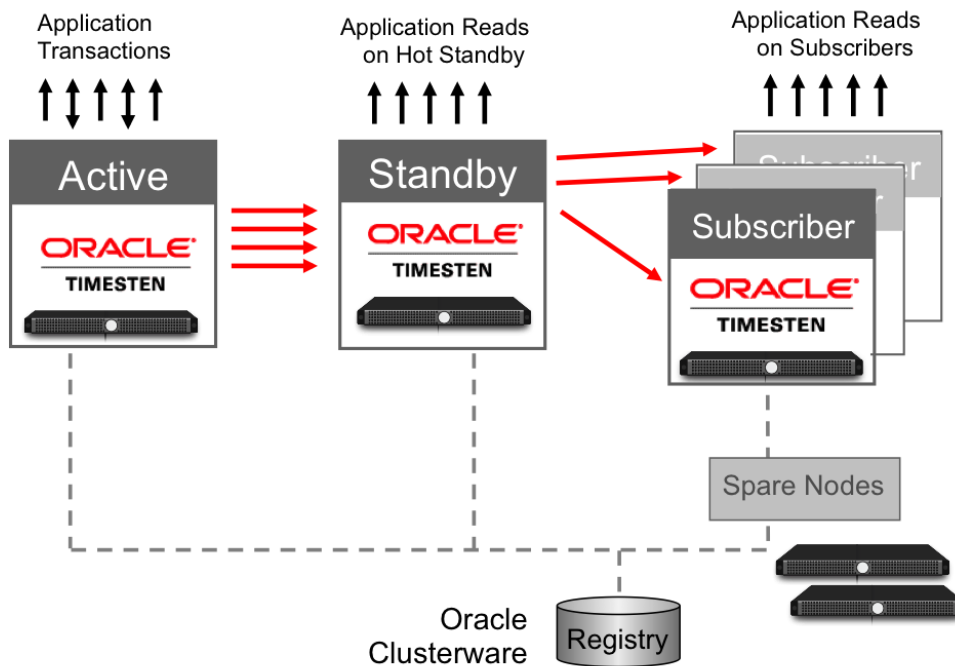 Application
Transactions
Application Reads
on Hot Standby
Application Reads
on Subscribers
Active
ORACLE®
TIMESTEN
Standby
ORACLE®
TIMESTEN
Subscriber
Subscriber
ORACLE®
TIMESTEN
Spare Nodes
Oracle
Clusterware
Registry